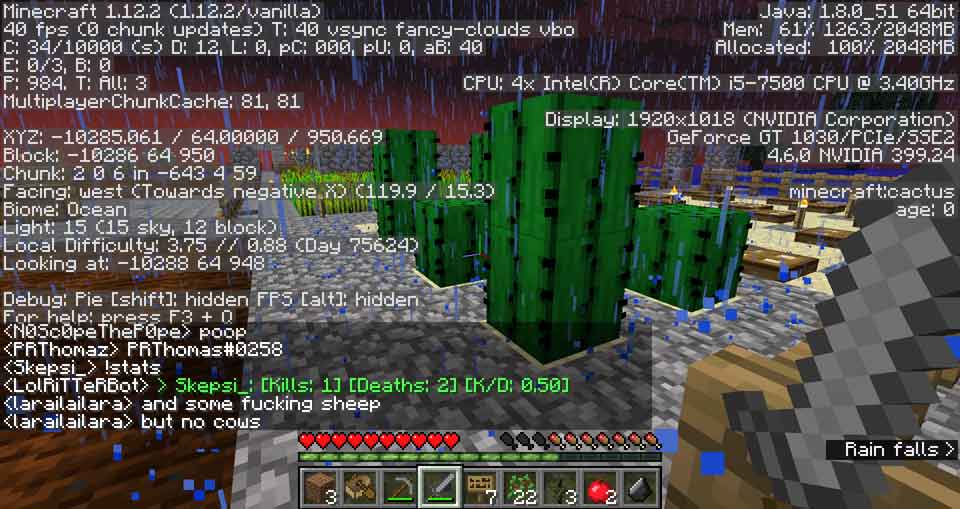 Minecraft 1.12.2 (1.12.2/vanilla)
40 fps (0 chunk updates) T: 40 vsync fancy-clouds vbo
C: 34/10000 (s) D: 12, L: 0, pC: 000, pU: 0, aB: 40
E: 0/3, B: 0
P: 984. T: All: 3
MultiplayerChunkCache: 81, 81
XYZ: -10285.061 / 64.00000 / 950.669
Block: -10286 64 950
Chunk: 2 0 6 in -643 4 59
Facing: west (Towards negative X) (119.9 / 15.3)
Biome: Ocean
Light: 15 (15 sky, 12 block)
Local Difficulty: 3.75 // 0.88 (Day 75624)
Looking at: -10288 64 948
Debug: Pie [shift]: hidden FPS [alt]: hidden
For help: press F3 + Q
Java: 1.8.0_51 64bit
Mem: 61% 1263/2048MB
Allocated: 100% 2048MB
CPU: 4x Intel(R) Core(TM) i5-7500 CPU @ 3.40GHz
Display: 1920x1018 (NVIDIA Corporation)
GeForce GT 1030/PCIe/SSE2
4.6.0 NVIDIA 399.24
minecraft:cactus
age: 0
<N0Sc0peTheP0pe> poop
<PRThomaz> PRThomas#0258
<Skepsi_> !stats
<LolRiTTeRBot> > Skepsi_: [Kills: 1] [Deaths: 2] [K/D: 0.50]
<larailailara> and some fucking sheep
<larailailara> but no cows
Rain falls >
3 7 22 3 2